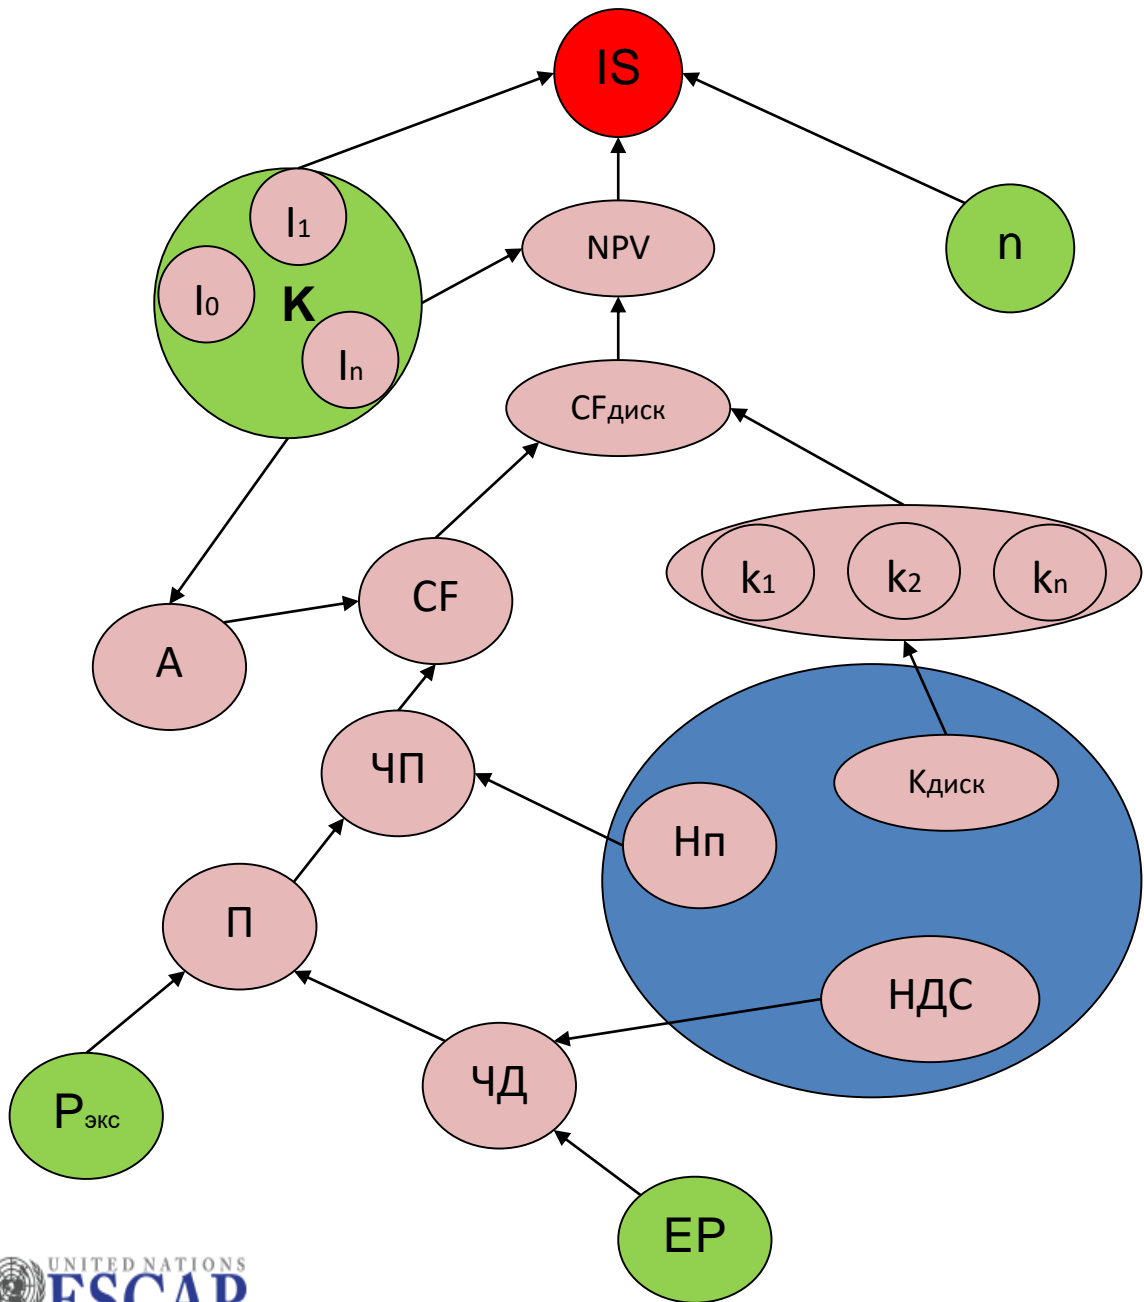 IS
I1
NPV
n
I0
K
In
CFдиск
CF
k1
k2
kn
А
ЧП
Kдиск
Нп
П
НДС
ЧД
Рэкс
ЕР
UNITED NATIONS
ESCAP